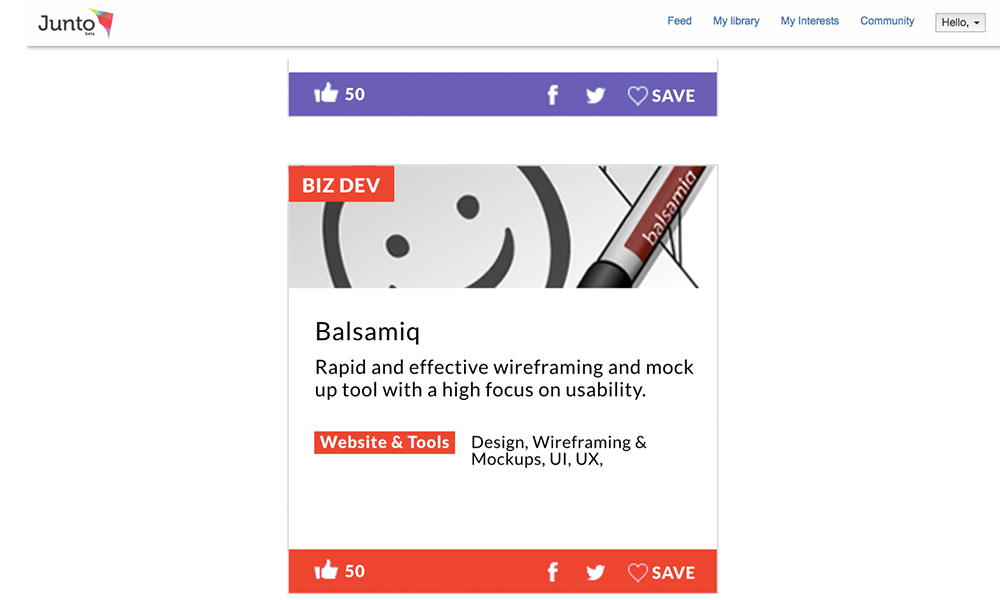 Junto
beta
Feed My library My Interests Community Hello,
50 SAVE
BIZ DEV
balsamiq
Balsamiq
Rapid and effective wireframing and mock
up tool with a high focus on usability.
Website & Tools Design, Wireframing &
Mockups, UI, UX,
50 SAVE